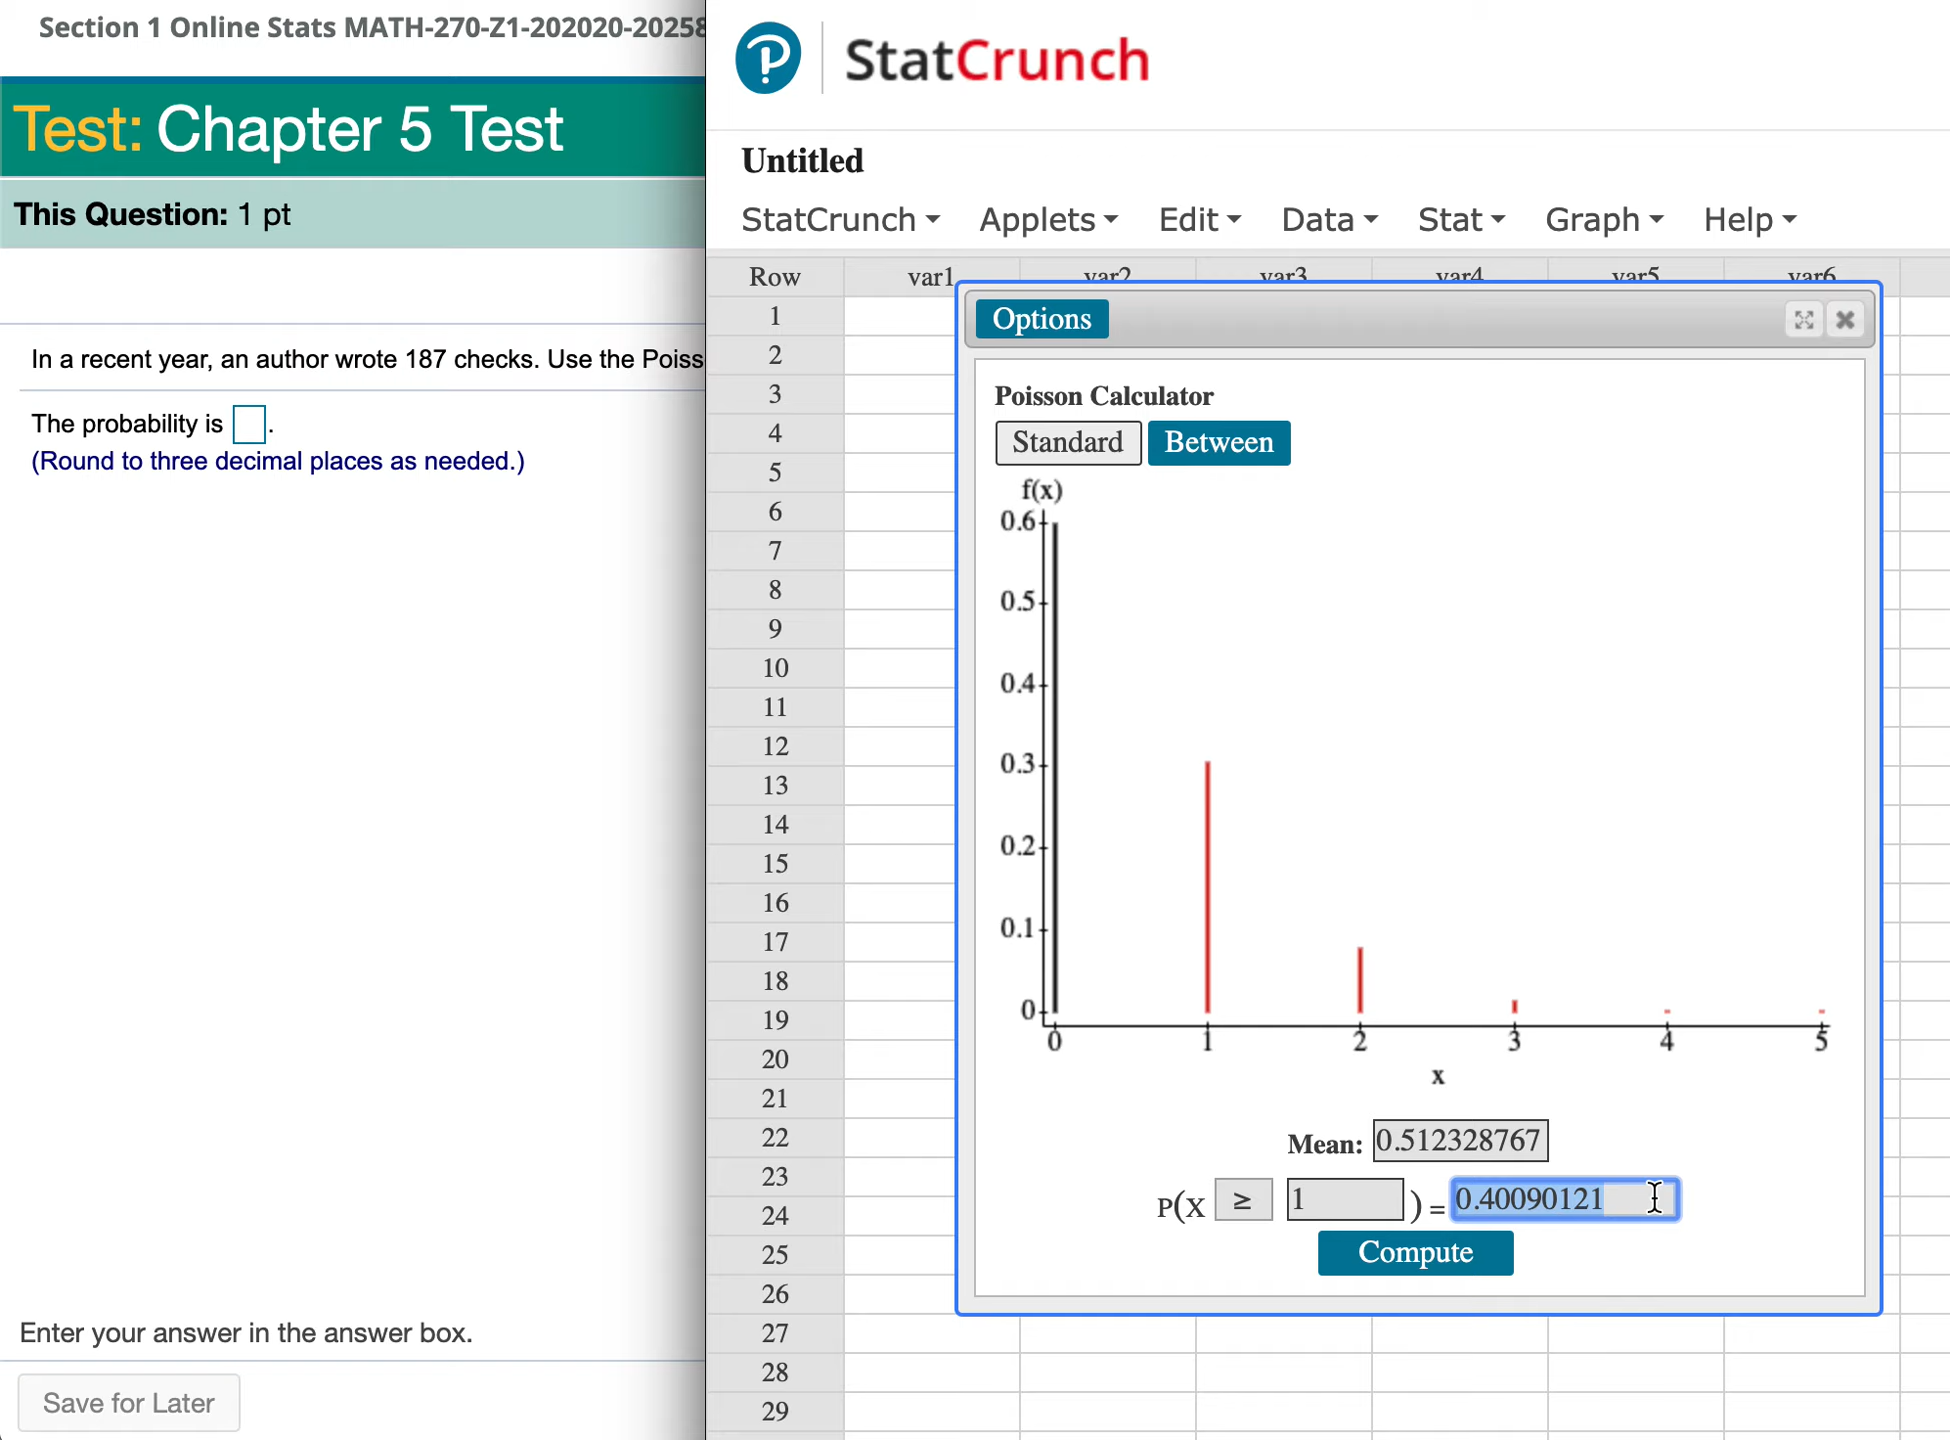 Section 1 Online Stats MATH-270-Z1-202020-20258
Test: Chapter 5 Test
This Question: 1 pt
In a recent year, an author wrote 187 checks. Use the Poiss
The probability is .
(Round to three decimal places as needed.)
Enter your answer in the answer box.
Save for Later
P
StatCrunch
Untitled
StatCrunch Applets Edit Data Stat Graph Help
Row var1 var2 var3 var4 var5 var6
1
2
3
4
5
6
7
8
9
10
11
12
13
14
15
16
17
18
19
20
21
22
23
24
25
26
27
28
29
Options
Poisson Calculator
Standard Between
f(x)
0.6
0.5
0.4
0.3
0.2
0.1
0
0 1 2 3 4 5
x
Mean: 0.512328767
P(X ≥ 1 ) = 0.40090121
Compute